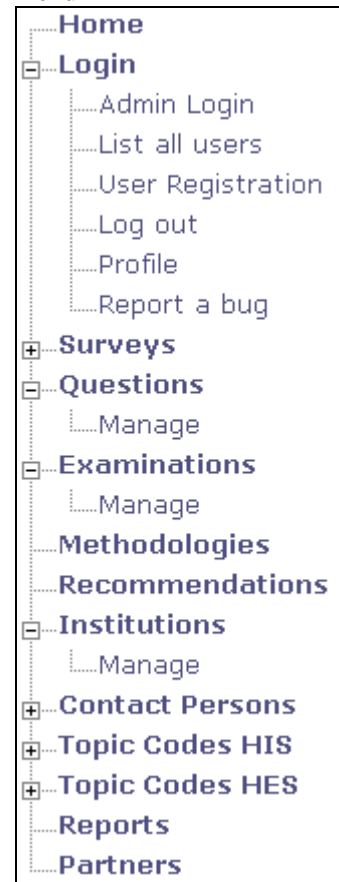 Home
Login
Admin Login
List all users
User Registration
Log out
Profile
Report a bug
Surveys
Questions
Manage
Examinations
Manage
Methodologies
Recommendations
Institutions
Manage
Contact Persons
Topic Codes HIS
Topic Codes HES
Reports
Partners